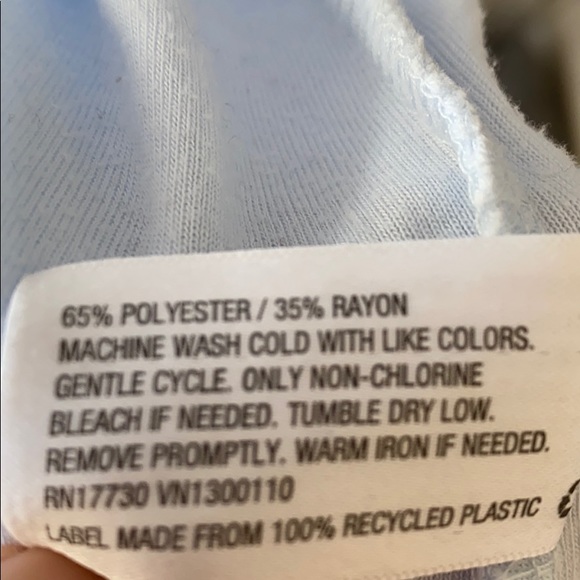 65% POLYESTER / 35% RAYON
MACHINE WASH COLD WITH LIKE COLORS.
GENTLE CYCLE. ONLY NON-CHLORINE
BLEACH IF NEEDED. TUMBLE DRY LOW.
REMOVE PROMPTLY. WARM IRON IF NEEDED.
RN17730 VN1300110
LABEL MADE FROM 100% RECYCLED PLASTIC